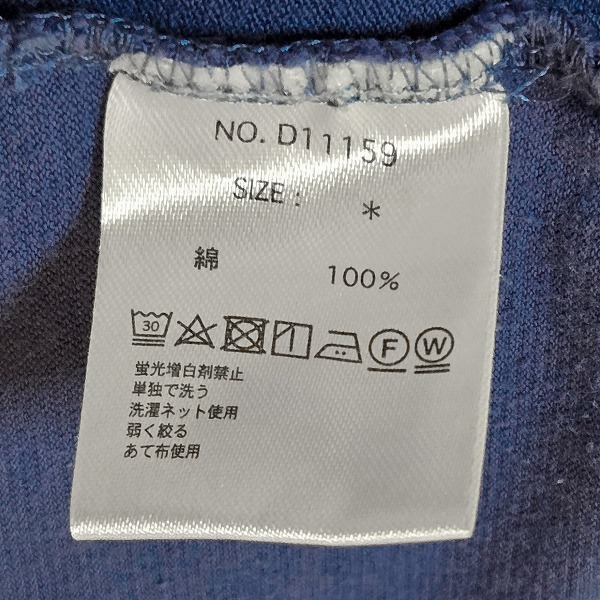 NO. D11159
SIZE : *
綿 100%
30 F W
蛍光増白剤禁止
単独で洗う
洗濯ネット使用
弱く絞る
あて布使用